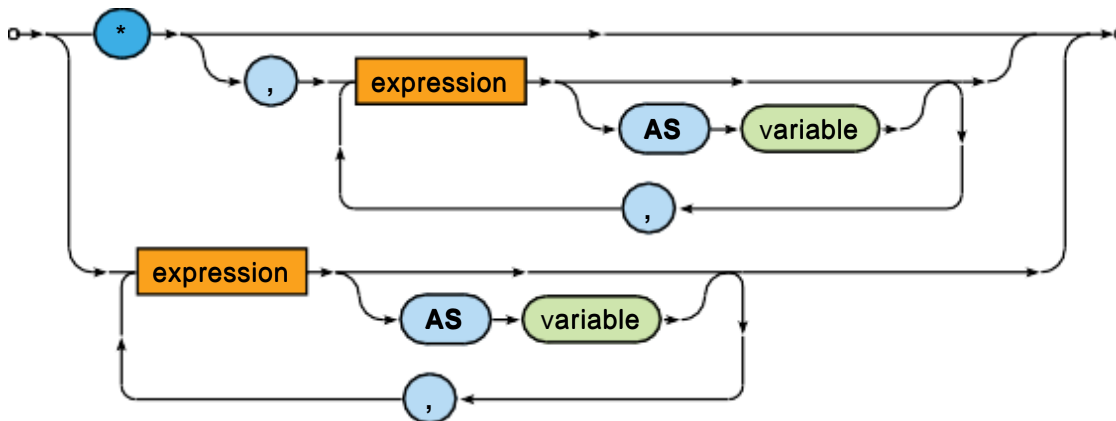 *
, expression
AS variable
,
expression
AS variable
,